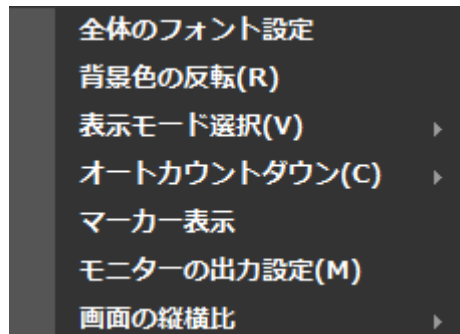 全体のフォント設定
背景色の反転(R)
表示モード選択(V)
オートカウントダウン(C)
マーカー表示
モニターの出力設定(M)
画面の縦横比